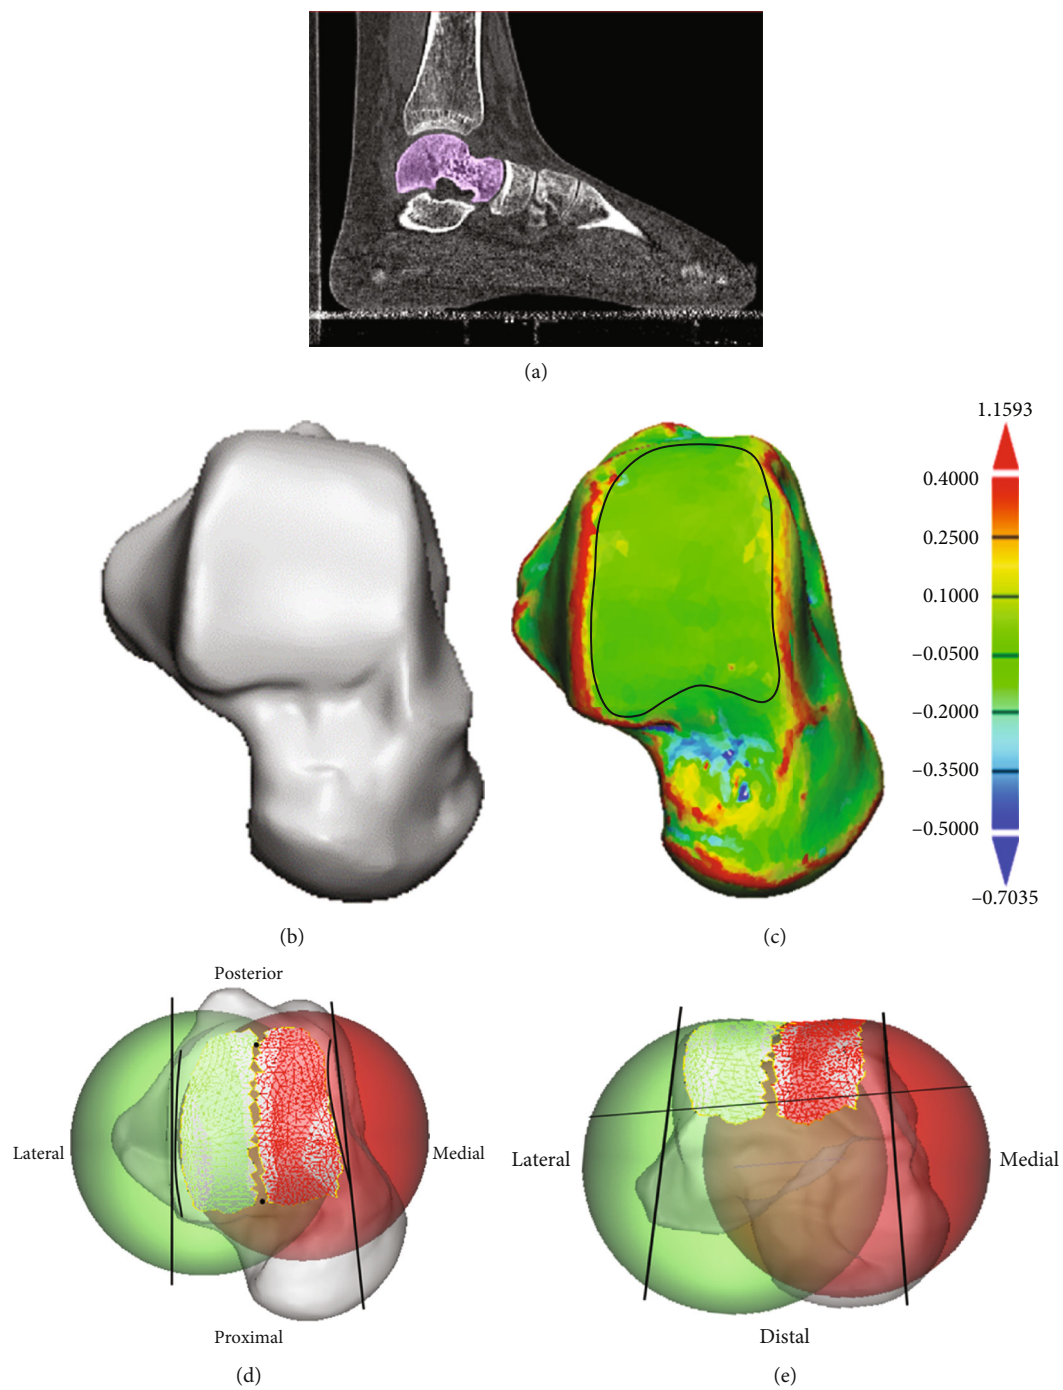 (a)
1.1593
0.4000
0.2500
0.1000
–0.0500
–0.2000
–0.3500
–0.5000
–0.7035
(b)
(c)
Posterior
Lateral
Medial
Proximal
(d)
Lateral
Medial
Distal
(e)